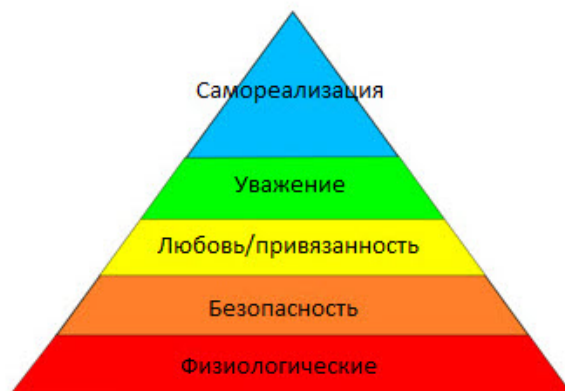 Самореализация
Уважение
Любовь/привязанность
Безопасность
Физиологические